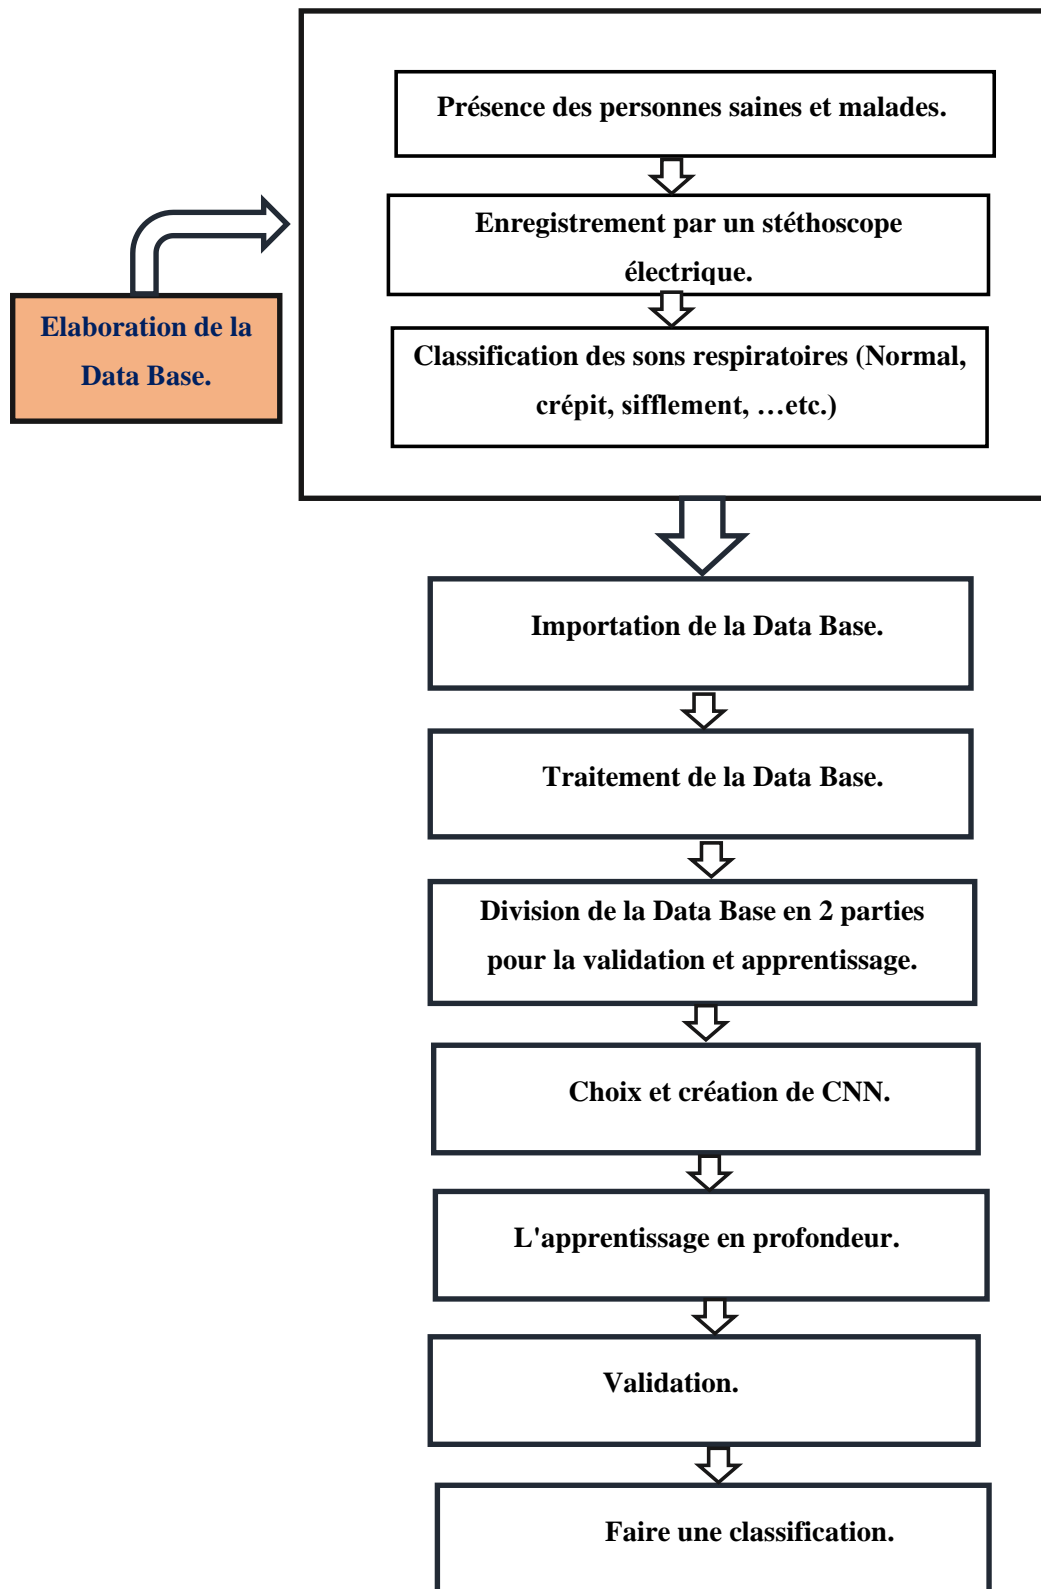 Présence des personnes saines et malades.
Enregistrement par un stéthoscope
électrique.
Elaboration de la
Data Base.
Classification des sons respiratoires (Normal,
crépit, sifflement, …etc.)
Importation de la Data Base.
Traitement de la Data Base.
Division de la Data Base en 2 parties
pour la validation et apprentissage.
Choix et création de CNN.
L'apprentissage en profondeur.
Validation.
Faire une classification.